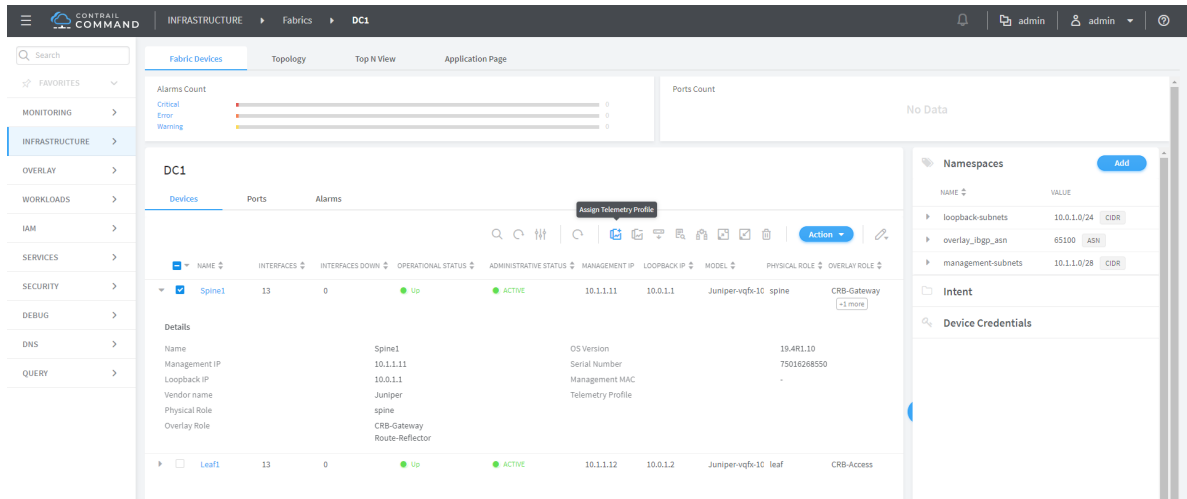 CONTRAIL COMMAND INFRASTRUCTURE Fabrics DC1 admin admin
Search
FAVORITES
MONITORING
INFRASTRUCTURE
OVERLAY
WORKLOADS
IAM
SERVICES
SECURITY
DEBUG
DNS
QUERY
Fabric Devices Topology Top N View Application Page
Alarms Count
Critical 0
Error 0
Warning 0
Ports Count
No Data
DC1
Devices Ports Alarms
Assign Telemetry Profile
Action
NAME INTERFACES INTERFACES DOWN OPERATIONAL STATUS ADMINISTRATIVE STATUS MANAGEMENT IP LOOPBACK IP MODEL PHYSICAL ROLE OVERLAY ROLE
Spine1 13 0 Up ACTIVE 10.1.1.11 10.0.1.1 Juniper-vqfx-10 spine CRB-Gateway
+1 more
Details
Name Spine1 OS Version 19.4R1.10
Management IP 10.1.1.11 Serial Number 75016268550
Loopback IP 10.0.1.1 Management MAC -
Vendor name Juniper Telemetry Profile
Physical Role spine
Overlay Role CRB-Gateway
Route-Reflector
Leaf1 13 0 Up ACTIVE 10.1.1.12 10.0.1.2 Juniper-vqfx-10 leaf CRB-Access
Namespaces Add
NAME VALUE
loopback-subnets 10.0.1.0/24 CIDR
overlay_ibgp_asn 65100 ASN
management-subnets 10.1.1.0/28 CIDR
Intent
Device Credentials